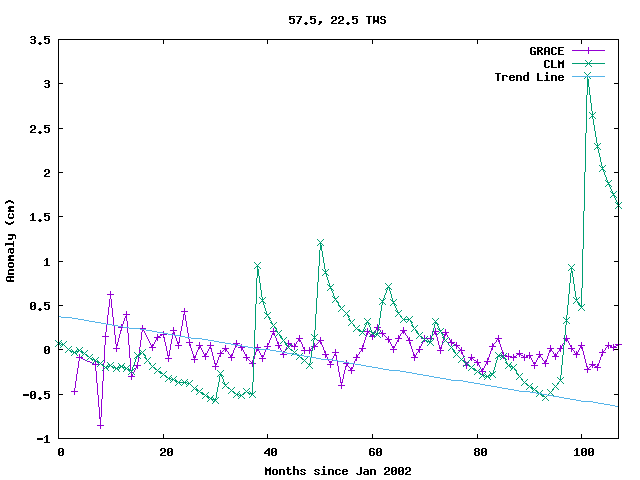 57.5, 22.5 TWS
GRACE
CLM
Trend Line
3.5
3
2.5
2
1.5
1
0.5
0
-0.5
-1
Anomaly (cm)
0 20 40 60 80 100
Months since Jan 2002